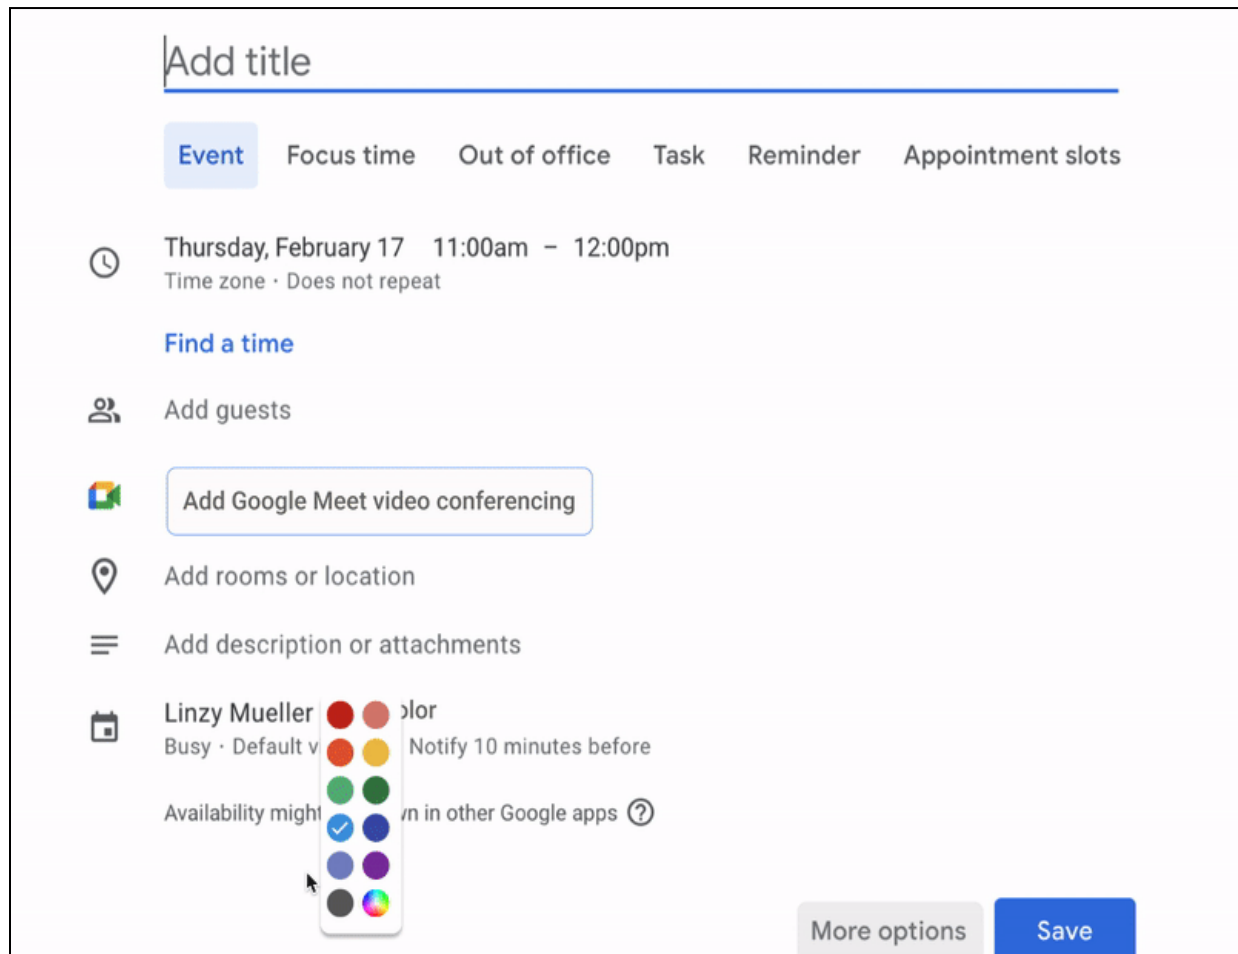 Add title
Event Focus time Out of office Task Reminder Appointment slots
Thursday, February 17 11:00am – 12:00pm
Time zone · Does not repeat
Find a time
Add guests
Add Google Meet video conferencing
Add rooms or location
Add description or attachments
Linzy Mueller
Busy · Default Notify 10 minutes before
Availability in other Google apps
More options Save